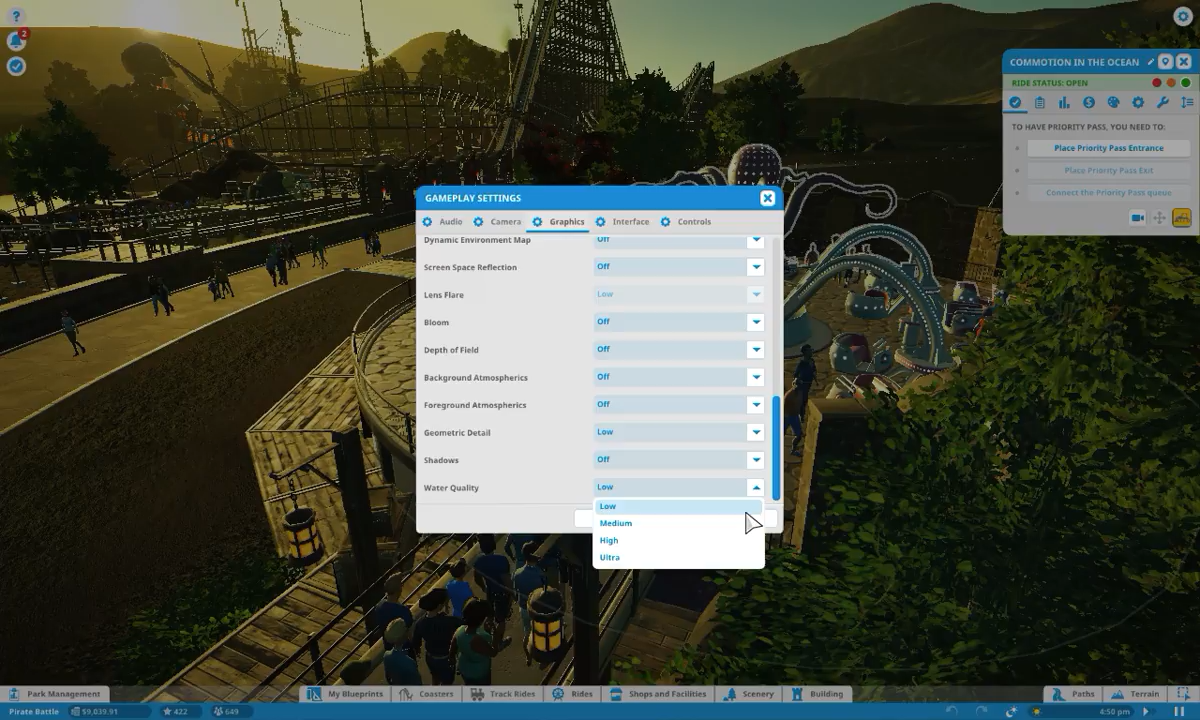 ?
2
COMMOTION IN THE OCEAN
RIDE STATUS: OPEN
TO HAVE PRIORITY PASS, YOU NEED TO:
Place Priority Pass Entrance
Place Priority Pass Exit
Connect the Priority Pass queue
GAMEPLAY SETTINGS
Audio Camera Graphics Interface Controls
Dynamic Environment Map Off
Screen Space Reflection Off
Lens Flare Low
Bloom Off
Depth of Field Off
Background Atmospherics Off
Foreground Atmospherics Off
Geometric Detail Low
Shadows Off
Water Quality Low
Low
Medium
High
Ultra
Park Management My Blueprints Coasters Track Rides Rides Shops and Facilities Scenery Building Paths Terrain
Pirate Battle $9,039.91 422 649 4:50 pm